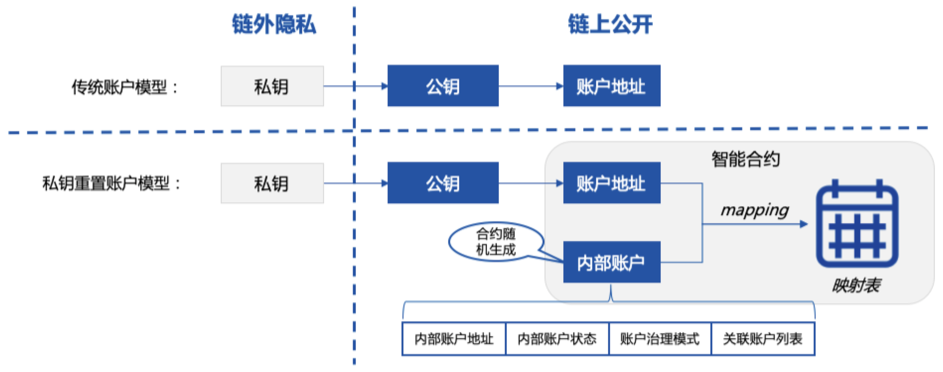 链外隐私
链上公开
传统账户模型：
私钥
公钥
账户地址
智能合约
私钥重置账户模型：
私钥
公钥
账户地址
mapping
合约随
机生成
内部账户
映射表
内部账户地址
内部账户状态
账户治理模式
关联账户列表